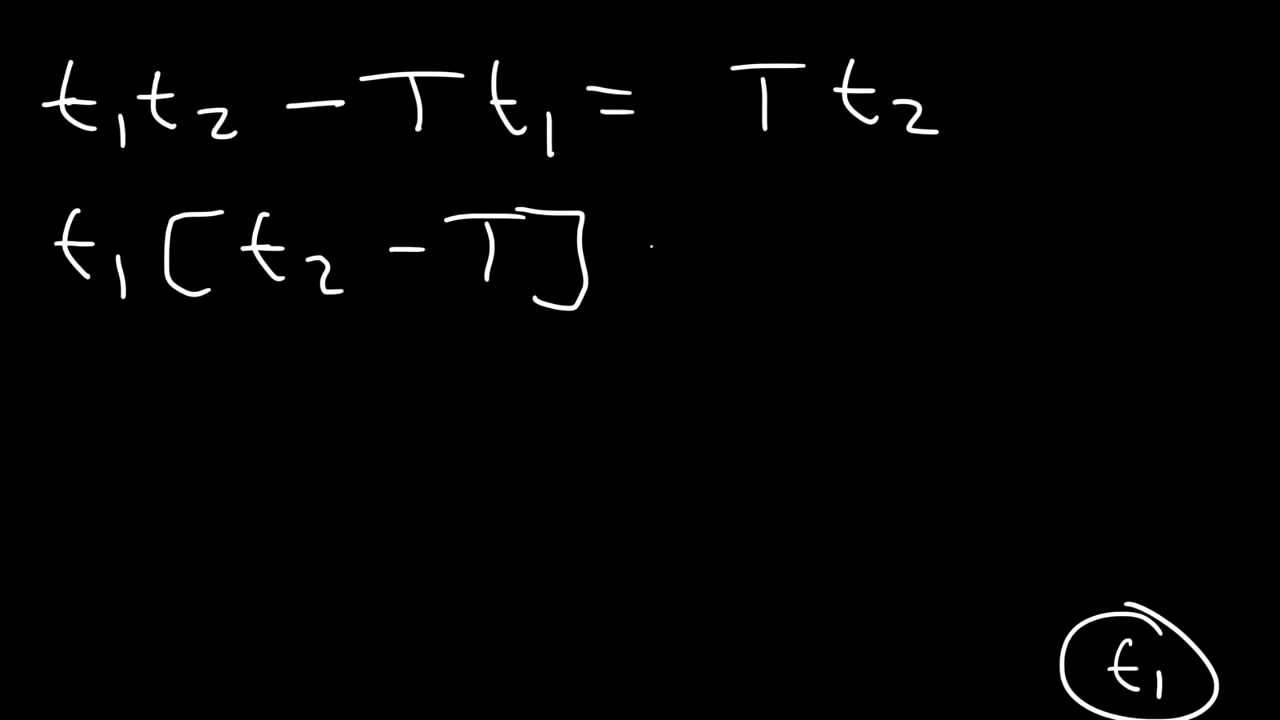 t₁t₂ - Tt₁ = Tt₂
t₁[t₂ - T]
t₁